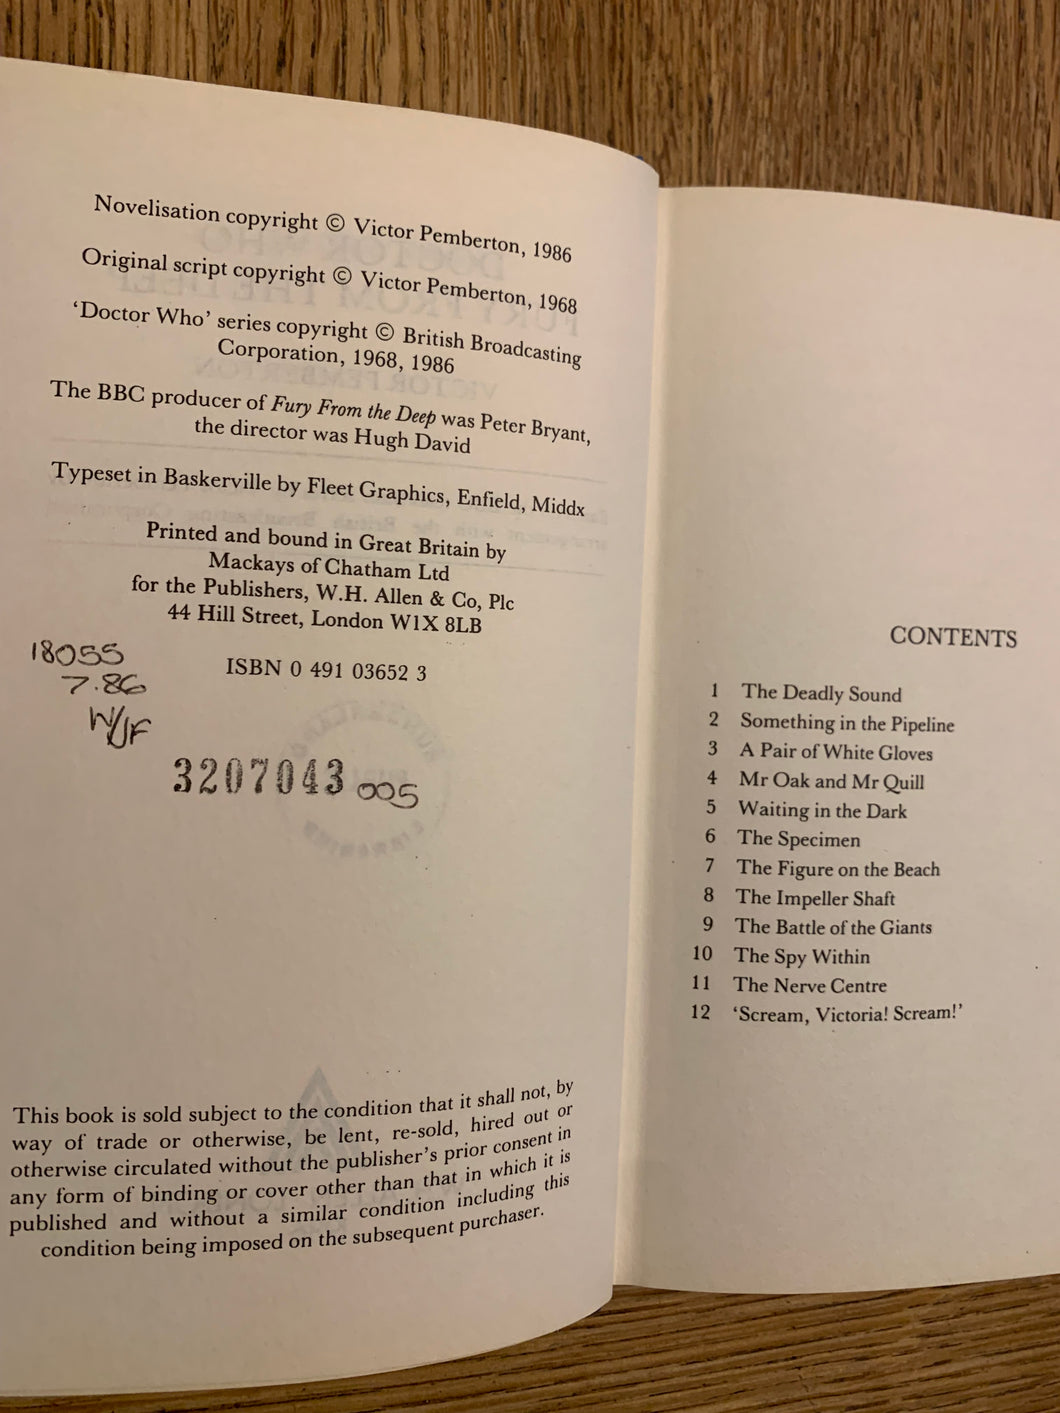 Novelisation copyright © Victor Pemberton, 1986
Original script copyright © Victor Pemberton, 1968
‘Doctor Who’ series copyright © British Broadcasting
Corporation, 1968, 1986
The BBC producer of Fury From the Deep was Peter Bryant,
the director was Hugh David
Typeset in Baskerville by Fleet Graphics, Enfield, Middx
Printed and bound in Great Britain by
Mackays of Chatham Ltd
for the Publishers, W.H. Allen & Co, Plc
44 Hill Street, London W1X 8LB
ISBN 0 491 03652 3
18055
7.86
W/JF
3207043 005
This book is sold subject to the condition that it shall not, by
way of trade or otherwise, be lent, re-sold, hired out or
otherwise circulated without the publisher’s prior consent in
any form of binding or cover other than that in which it is
published and without a similar condition including this
condition being imposed on the subsequent purchaser.
CONTENTS
1 The Deadly Sound
2 Something in the Pipeline
3 A Pair of White Gloves
4 Mr Oak and Mr Quill
5 Waiting in the Dark
6 The Specimen
7 The Figure on the Beach
8 The Impeller Shaft
9 The Battle of the Giants
10 The Spy Within
11 The Nerve Centre
12 ‘Scream, Victoria! Scream!’